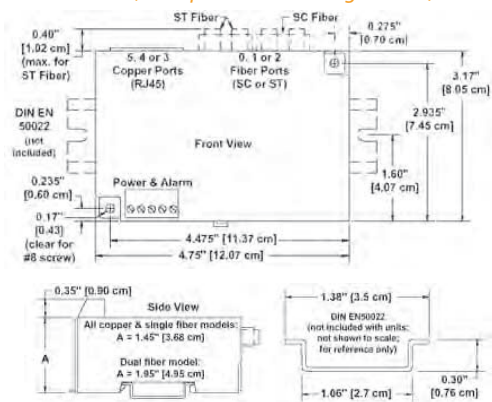 ST Fiber
SC Fiber
0.40"
[1.02 cm]
(max. for
ST Fiber)
0.275"
[0.70 cm]
5, 4 or 3
Copper Ports
(RJ45)
0, 1 or 2
Fiber Ports
(SC or ST)
3.17"
[8.05 cm]
2.935"
[7.45 cm]
DIN EN
50022
(not
included)
Front View
1.60"
[4.07 cm]
0.235"
[0.60 cm]
Power & Alarm
0.17"
[0.43]
(clear for
#8 screw)
4.475" [11.37 cm]
4.75" [12.07 cm]
0.35" [0.90 cm]
Side View
All copper & single fiber models:
A = 1.45" [3.68 cm]
Dual fiber model:
A = 1.95" [4.95 cm]
A
1.38" (3.5 cm)
DIN EN50022
(not included with units;
not shown to scale;
for reference only)
1.06" [2.7 cm]
0.30"
[0.76 cm]